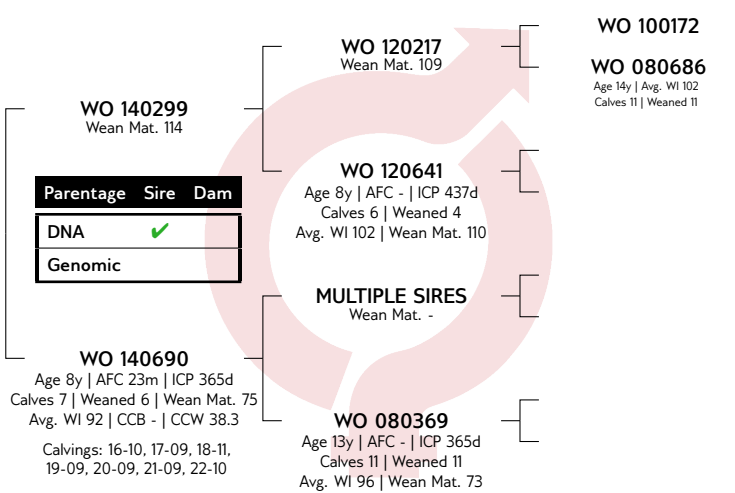 WO 100172
WO 120217
Wean Mat. 109
WO 080686
Age 14y | Avg. WI 102
Calves 11 | Weaned 11
WO 140299
Wean Mat. 114
WO 120641
Age 8y | AFC - | ICP 437d
Calves 6 | Weaned 4
Avg. WI 102 | Wean Mat. 110
Parentage Sire Dam
DNA ✔
Genomic
MULTIPLE SIRES
Wean Mat. -
WO 140690
Age 8y | AFC 23m | ICP 365d
Calves 7 | Weaned 6 | Wean Mat. 75
Avg. WI 92 | CCB - | CCW 38.3
Calvings: 16-10, 17-09, 18-11,
19-09, 20-09, 21-09, 22-10
WO 080369
Age 13y | AFC - | ICP 365d
Calves 11 | Weaned 11
Avg. WI 96 | Wean Mat. 73